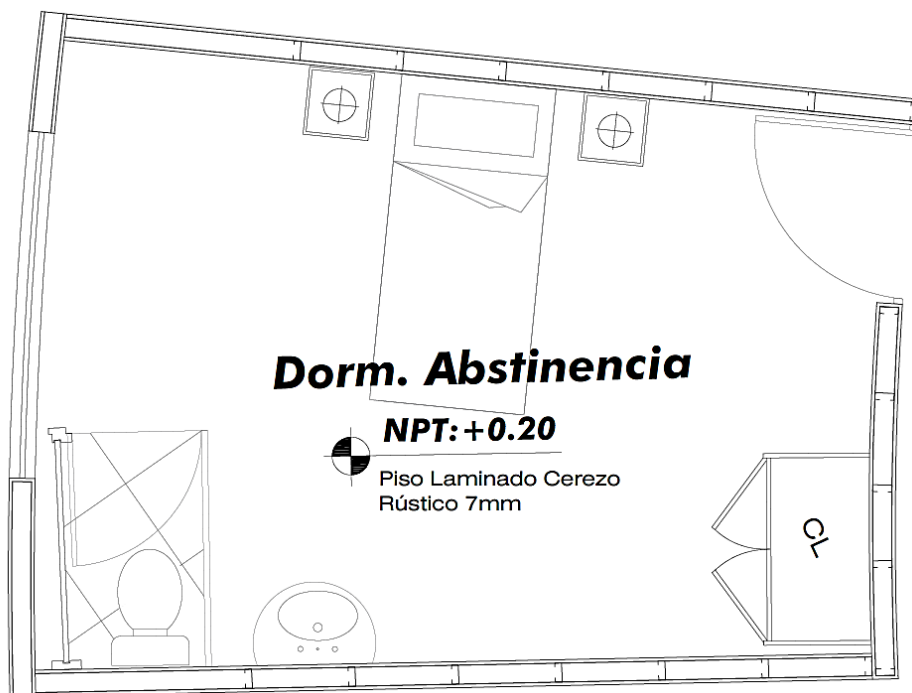 Dorm. Abstinencia
NPT:+0.20
Piso Laminado Cerezo
Rústico 7mm
CL